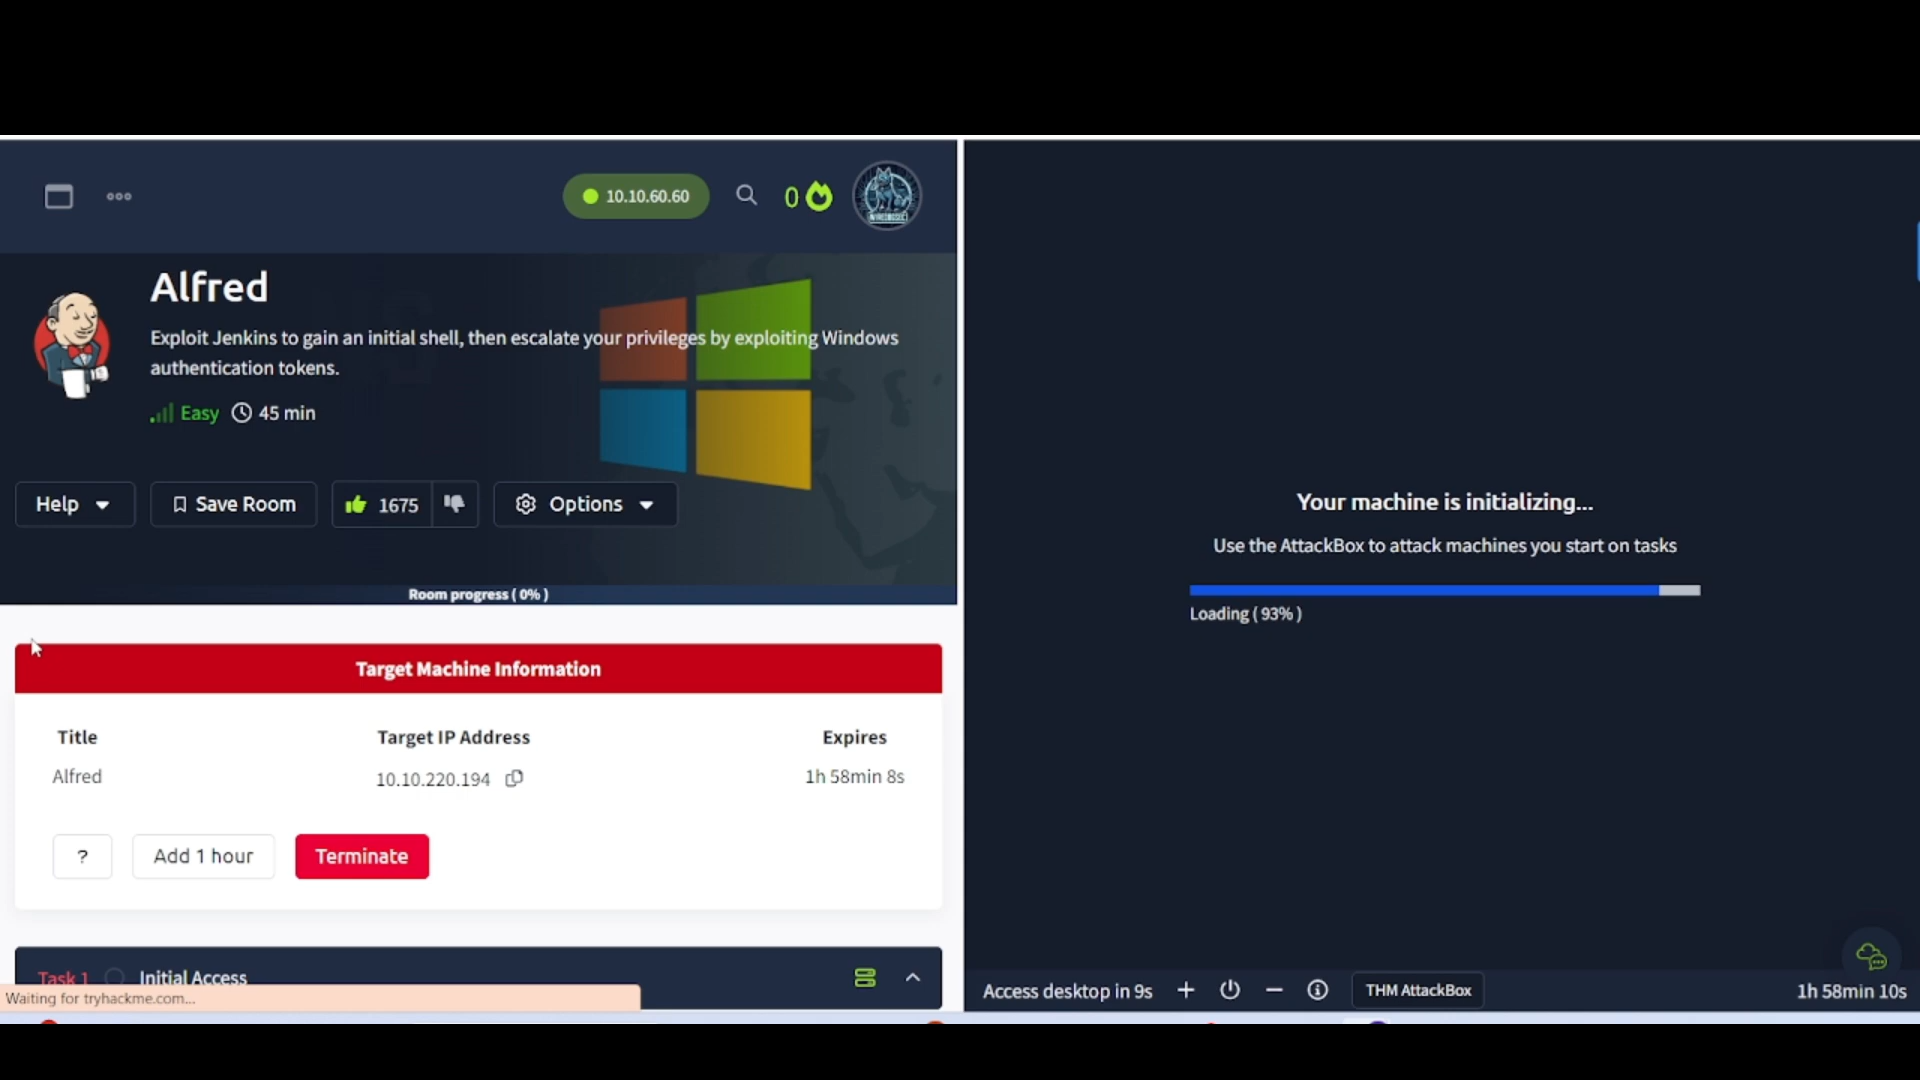 10.10.60.60
0
Alfred
Exploit Jenkins to gain an initial shell, then escalate your privileges by exploiting Windows
authentication tokens.
Easy
45 min
Help
Save Room
1675
Options
Room progress ( 0% )
Target Machine Information
Title
Target IP Address
Expires
Alfred
10.10.220.194
1h 58min 8s
?
Add 1 hour
Terminate
Task 1
Initial Access
Waiting for tryhackme.com...
Your machine is initializing...
Use the AttackBox to attack machines you start on tasks
Loading ( 93% )
Access desktop in 9s
THM AttackBox
1h 58min 10s